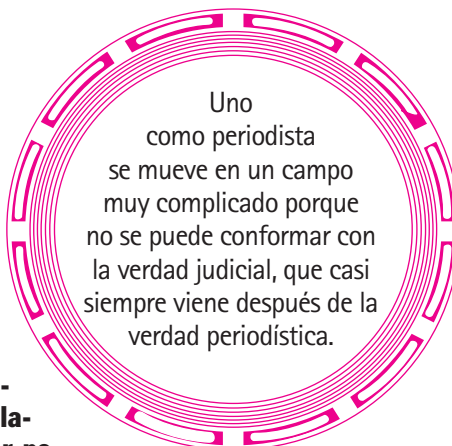 Uno
como periodista
se mueve en un campo
muy complicado porque
no se puede conformar con
la verdad judicial, que casi
siempre viene después de la
verdad periodística.
-
la-